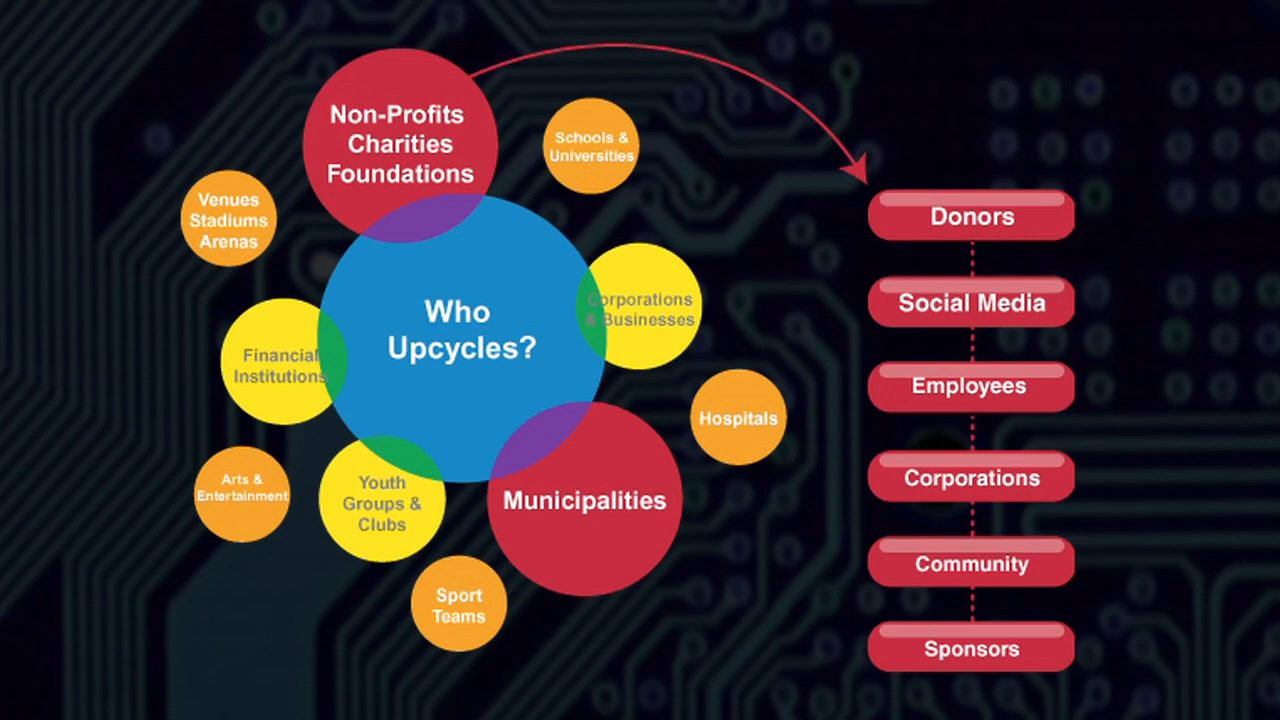 Non-Profits
Charities
Foundations
Schools &
Universities
Venues
Stadiums
Arenas
Who
Upcycles?
Corporations
& Businesses
Financial
Institutions
Hospitals
Arts &
Entertainment
Youth
Groups &
Clubs
Municipalities
Sport
Teams
Donors
Social Media
Employees
Corporations
Community
Sponsors